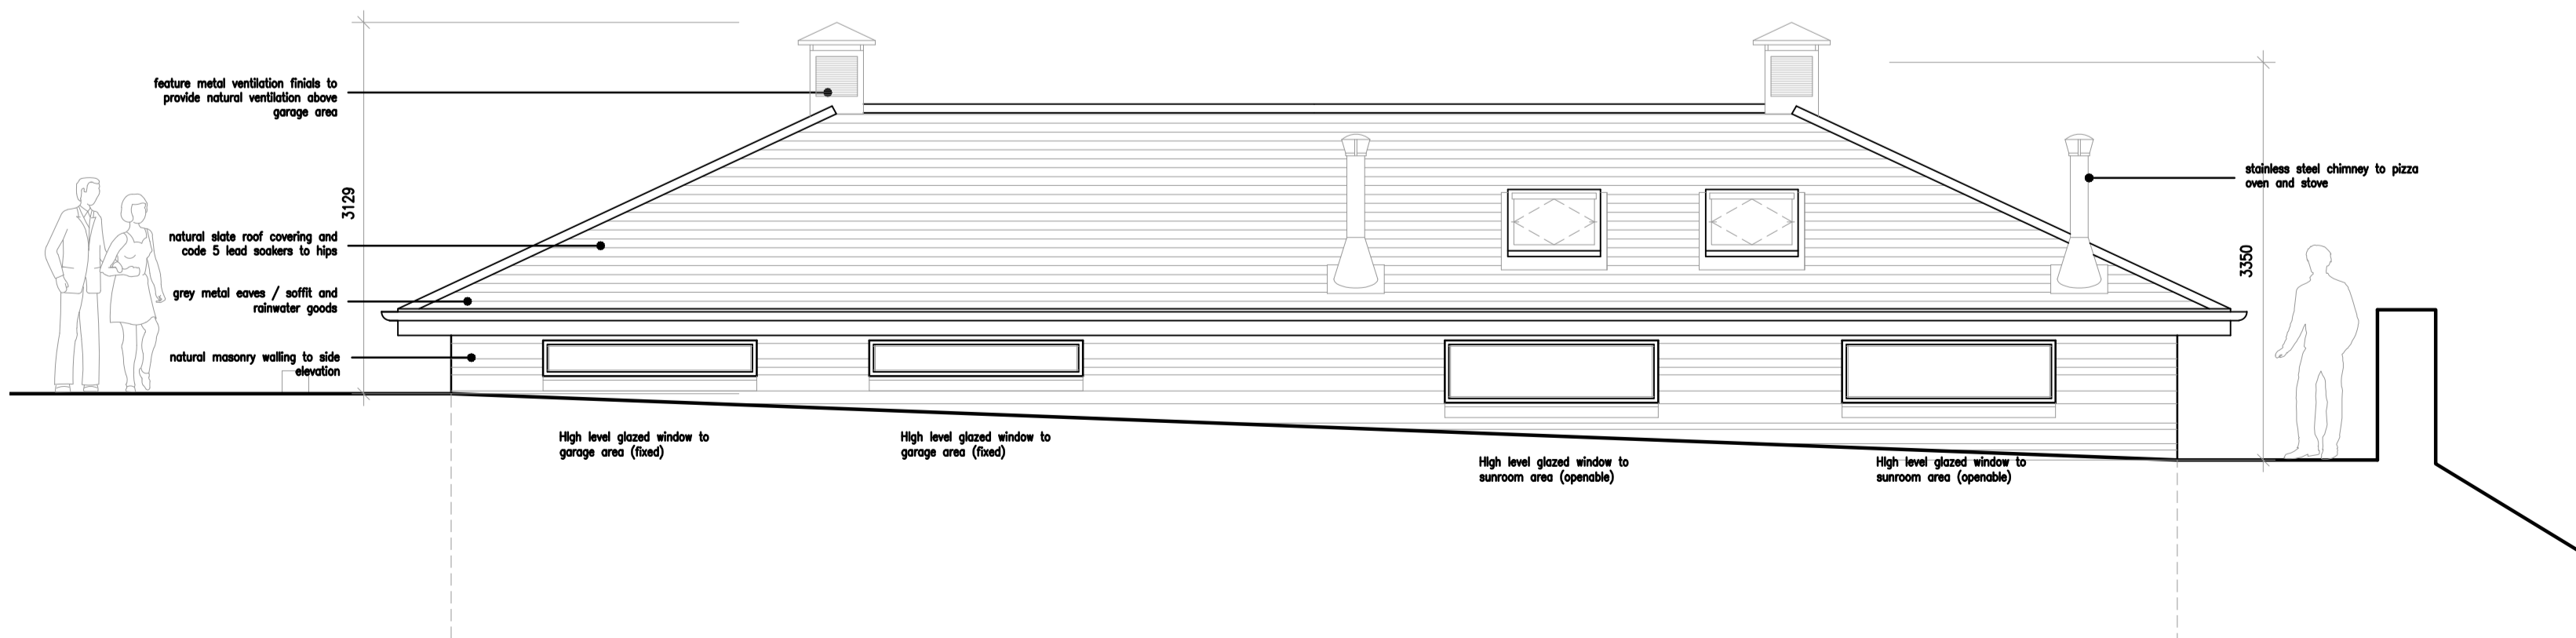 feature metal ventilation finials to
provide natural ventilation above
garage area
3129
natural slate roof covering and
code 5 lead soakers to hips
grey metal eaves / soffit and
rainwater goods
natural masonry walling to side
elevation
stainless steel chimney to pizza
oven and stove
3350
High level glazed window to
garage area (fixed)
High level glazed window to
garage area (fixed)
High level glazed window to
sunroom area (openable)
High level glazed window to
sunroom area (openable)